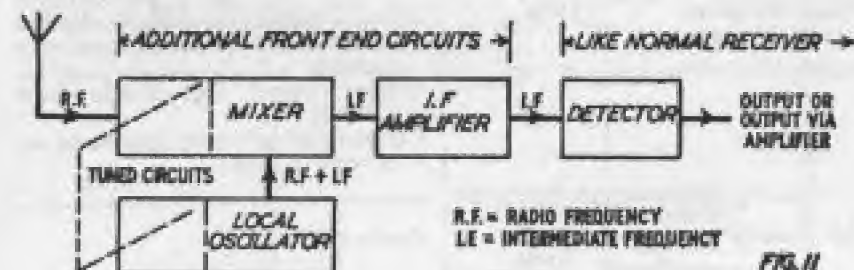 ADDITIONAL FRONT END CIRCUITS
LIKE NORMAL RECEIVER
R.F.
MIXER
I.F
I.F
AMPLIFIER
I.F
DETECTOR
OUTPUT OR
OUTPUT VIA
AMPLIFIER
TUNED CIRCUITS
R.F + I.F
LOCAL
OSCILLATOR
R.F. = RADIO FREQUENCY
I.F = INTERMEDIATE FREQUENCY
FIG. 11